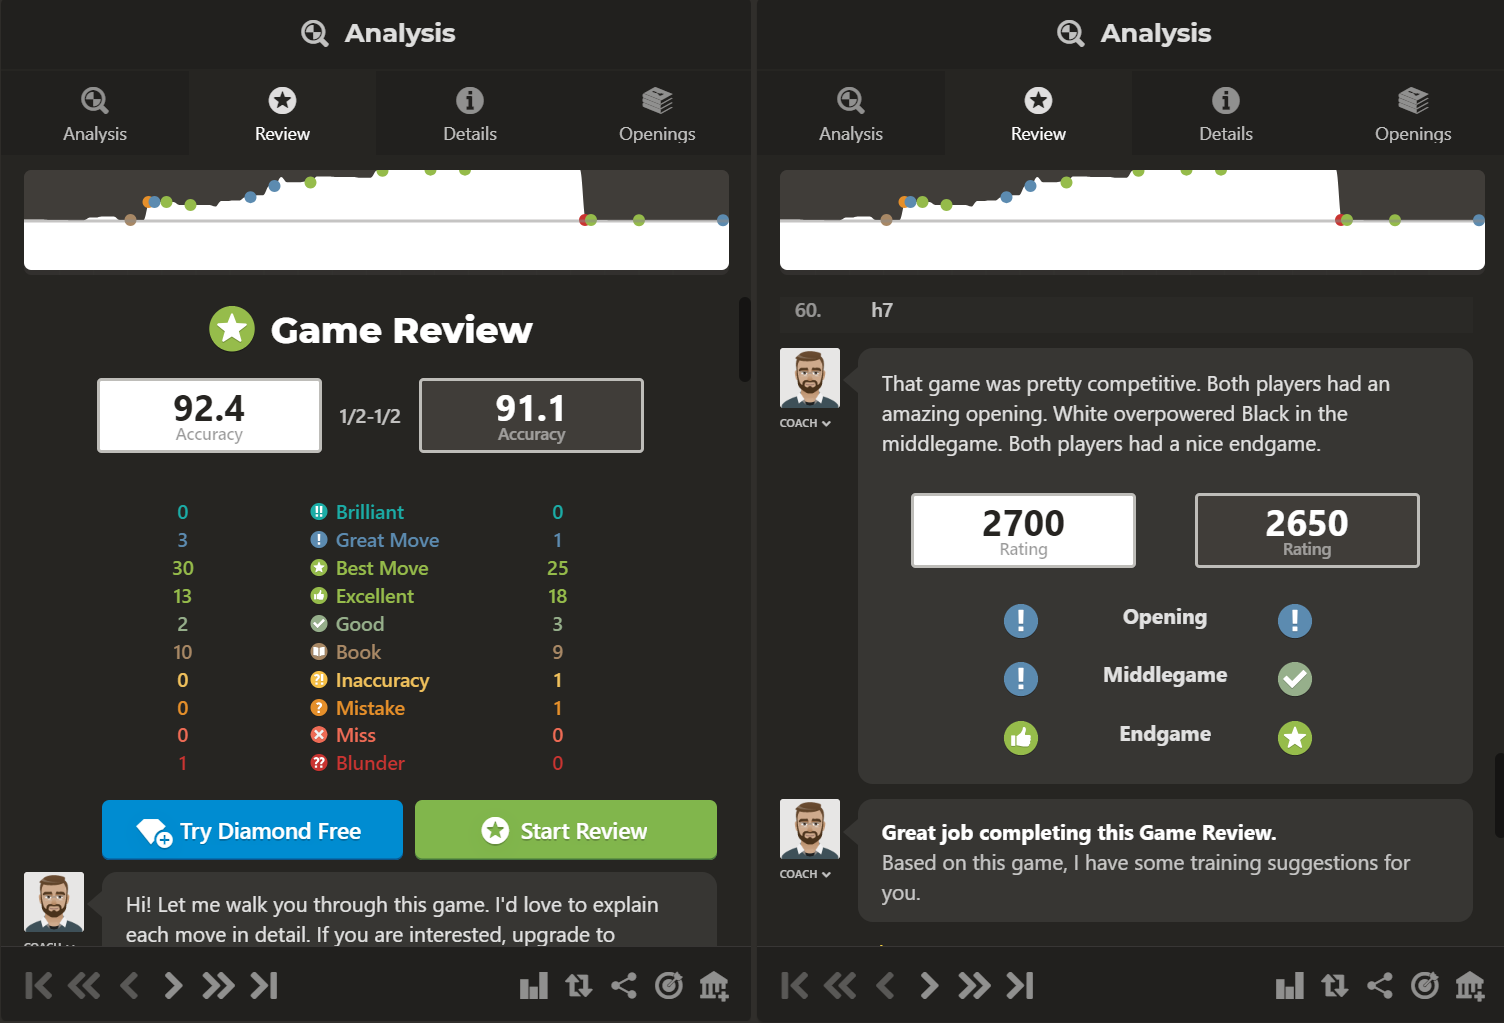 Analysis
Analysis Review Details Openings
Game Review
92.4 1/2-1/2 91.1
Accuracy Accuracy
0 !! Brilliant 0
3 ! Great Move 1
30 Best Move 25
13 Excellent 18
2 Good 3
10 Book 9
0 ?! Inaccuracy 1
0 ? Mistake 1
0 Miss 0
1 ?? Blunder 0
Try Diamond Free Start Review
Hi! Let me walk you through this game. I'd love to explain
each move in detail. If you are interested, upgrade to
COACH
Analysis
Analysis Review Details Openings
60. h7
That game was pretty competitive. Both players had an
amazing opening. White overpowered Black in the
middlegame. Both players had a nice endgame.
COACH
2700 2650
Rating Rating
! Opening !
! Middlegame
Endgame
Great job completing this Game Review.
Based on this game, I have some training suggestions for
you.
COACH